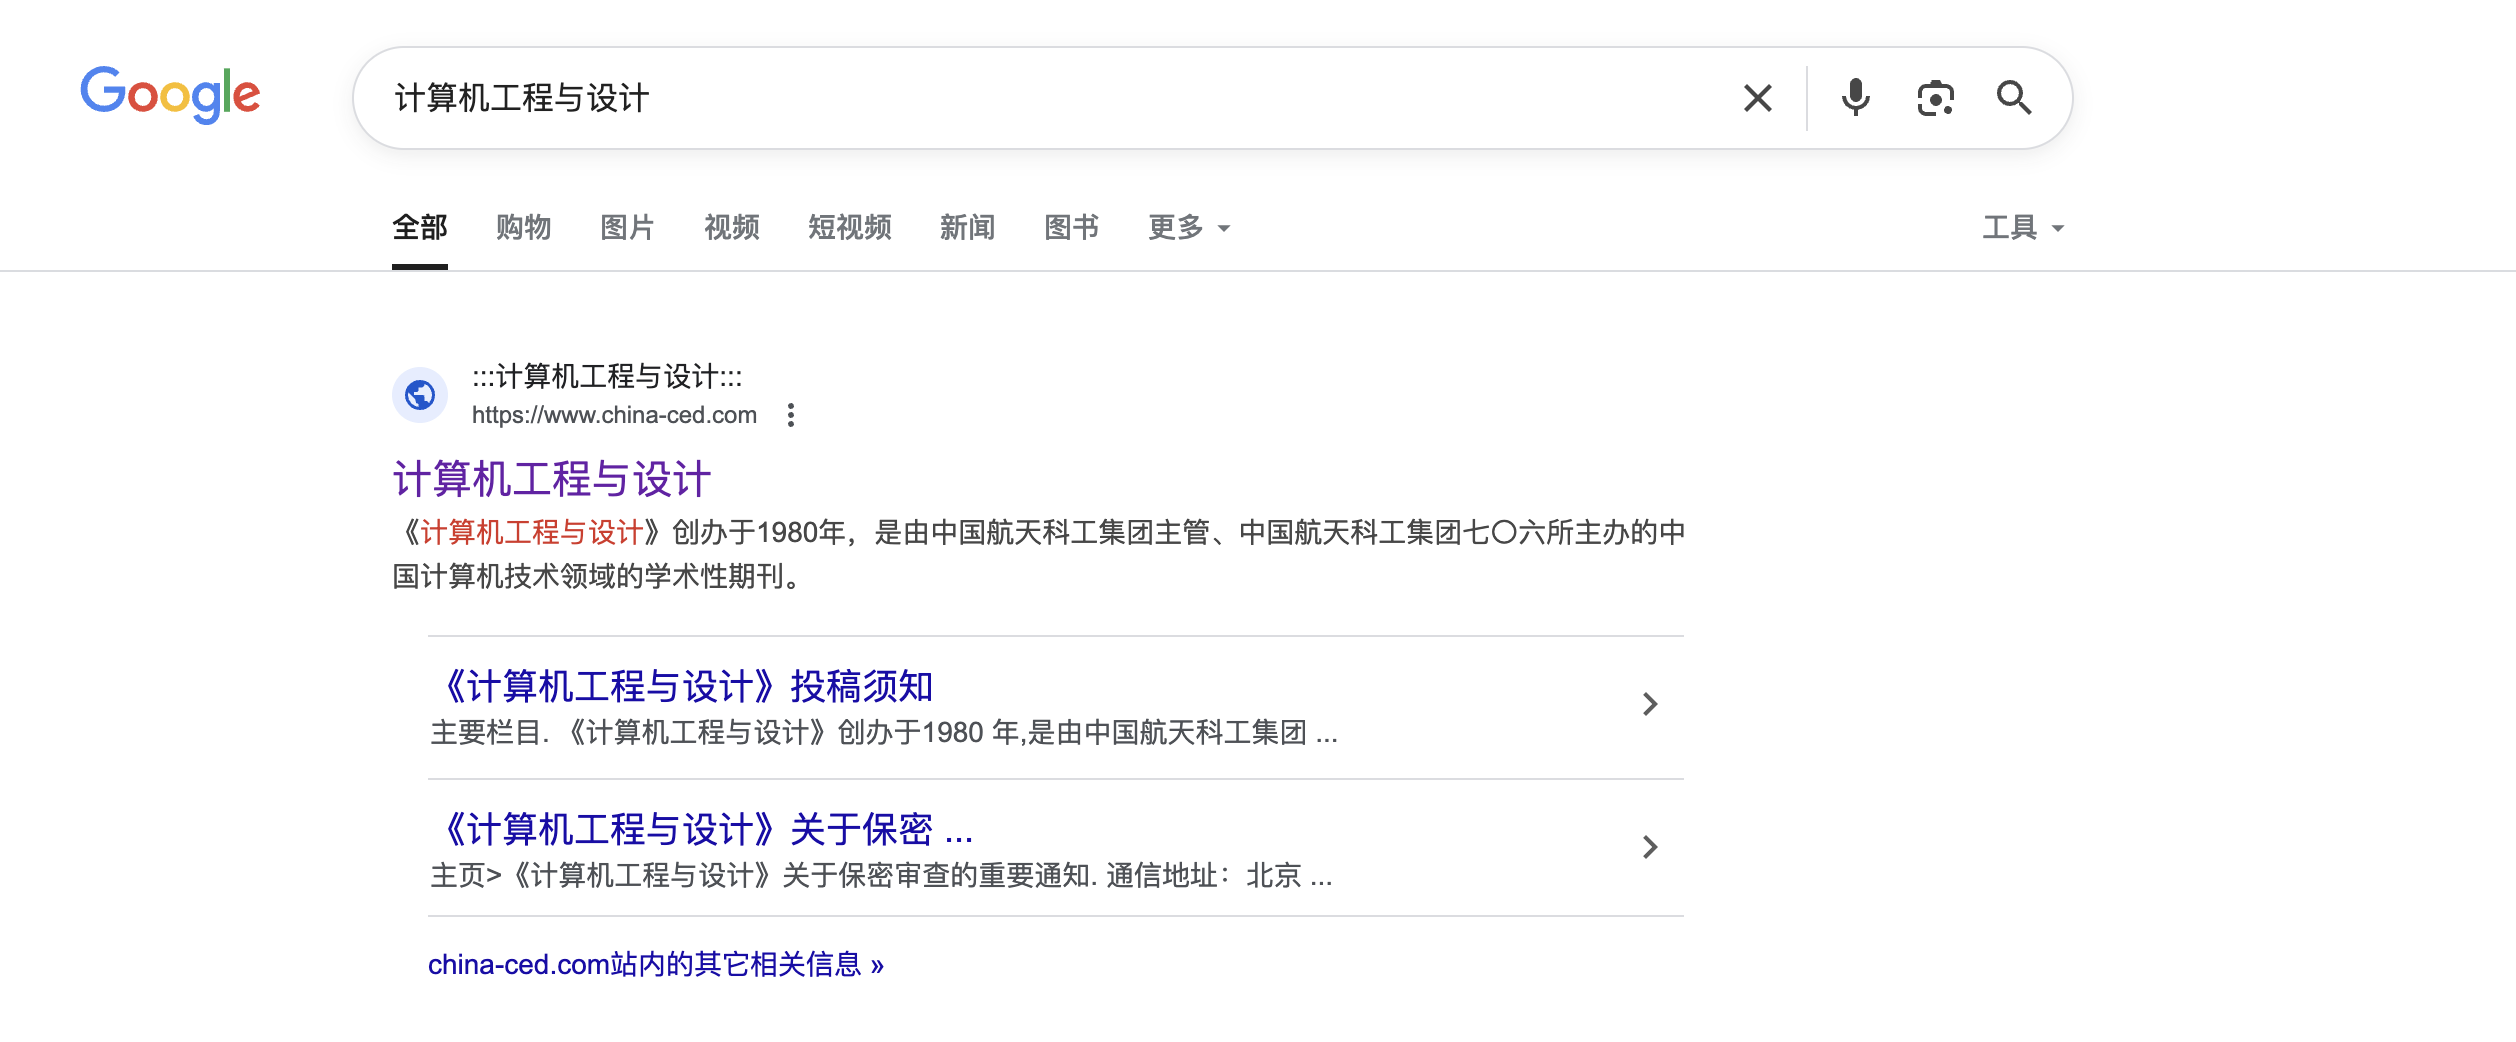 Google
计算机工程与设计
全部 购物 图片 视频 短视频 新闻 图书 更多 工具
:::计算机工程与设计:::
https://www.china-ced.com
计算机工程与设计
《计算机工程与设计》创办于1980年，是由中国航天科工集团主管、中国航天科工集团七〇六所主办的中
国计算机技术领域的学术性期刊。
《计算机工程与设计》投稿须知
主要栏目. 《计算机工程与设计》创办于1980 年,是由中国航天科工集团 ...
《计算机工程与设计》关于保密 ...
主页>《计算机工程与设计》关于保密审查的重要通知. 通信地址：北京 ...
china-ced.com站内的其它相关信息 »